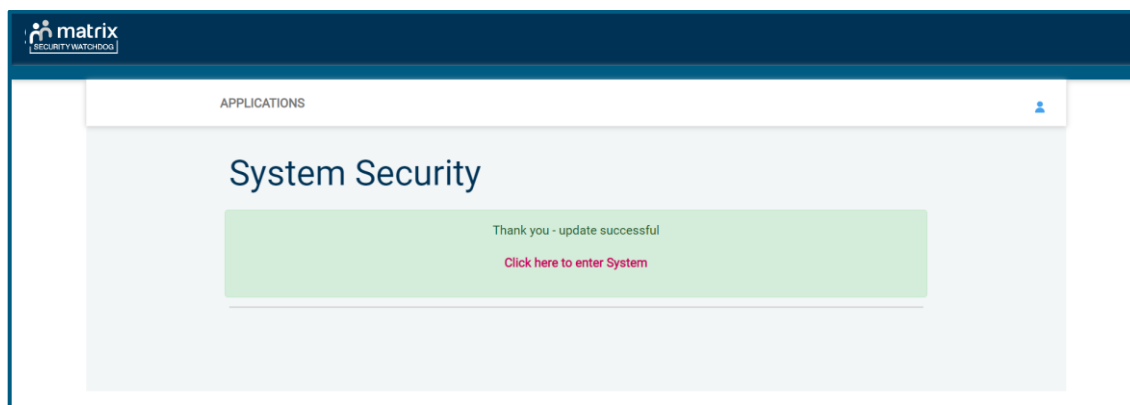 matrix
SECURITY WATCHDOG
APPLICATIONS
System Security
Thank you - update successful
Click here to enter System